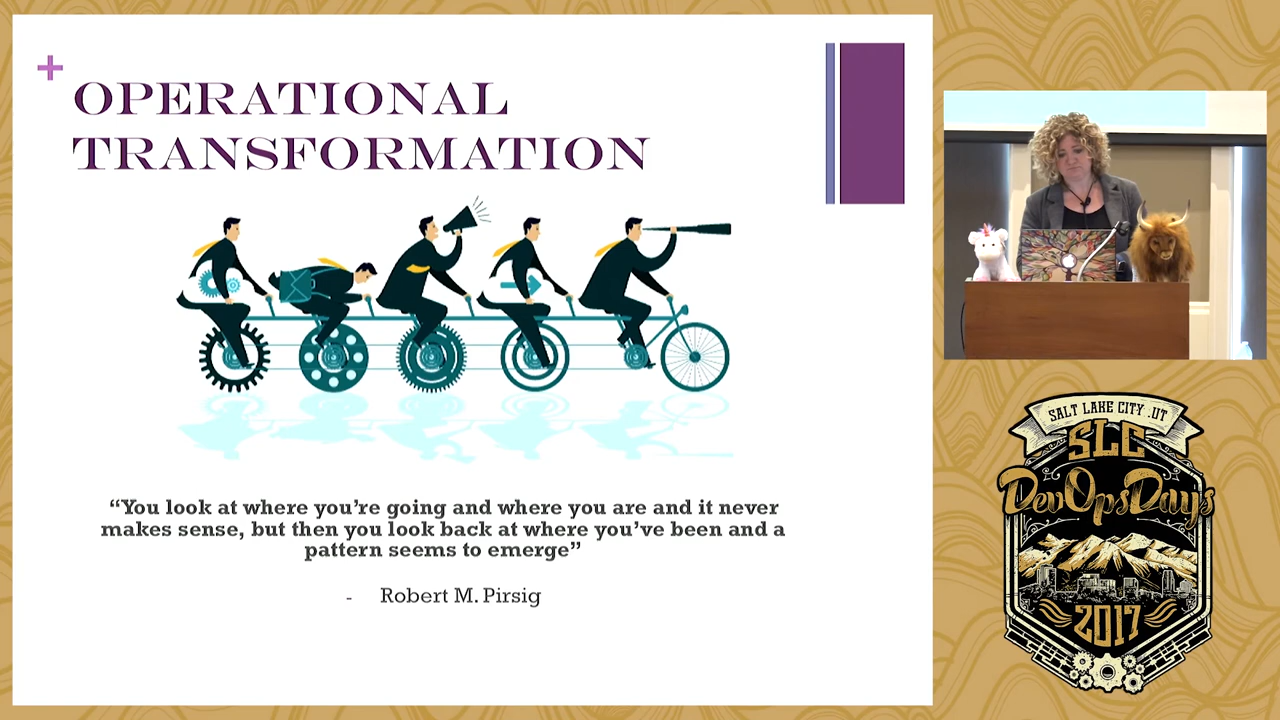 +
OPERATIONAL
TRANSFORMATION
“You look at where you’re going and where you are and it never
makes sense, but then you look back at where you’ve been and a
pattern seems to emerge”
- Robert M. Pirsig
SALT LAKE CITY .UT
SLC
DevOpsDays
2017